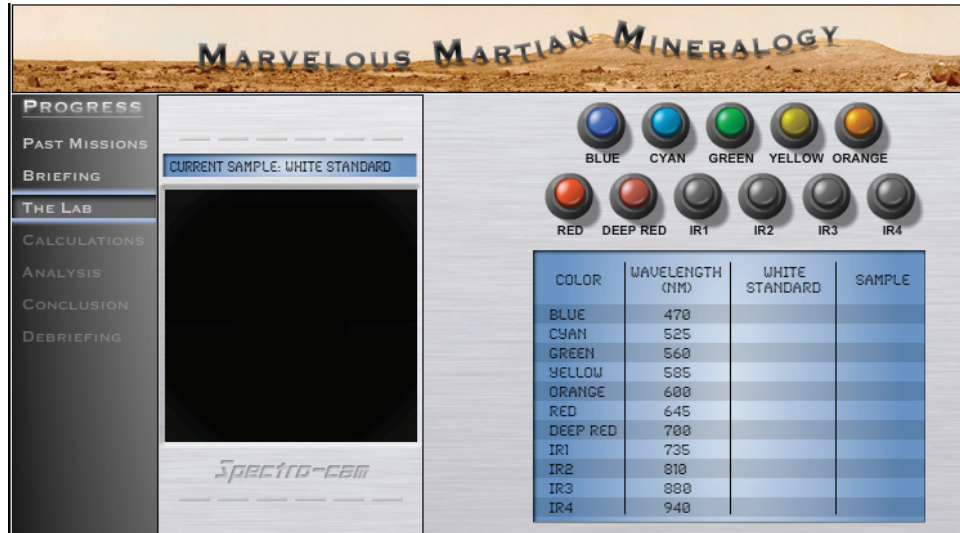 MARVELOUS MARTIAN MINERALOGY
PROGRESS
PAST MISSIONS
BRIEFING
THE LAB
CALCULATIONS
ANALYSIS
CONCLUSION
DEBRIEFING
CURRENT SAMPLE: WHITE STANDARD
Spectro-cam
BLUE CYAN GREEN YELLOW ORANGE
RED DEEP RED IR1 IR2 IR3 IR4
COLOR WAVELENGTH (NM) WHITE STANDARD SAMPLE
BLUE 470
CYAN 525
GREEN 560
YELLOW 585
ORANGE 600
RED 645
DEEP RED 700
IR1 735
IR2 810
IR3 880
IR4 940